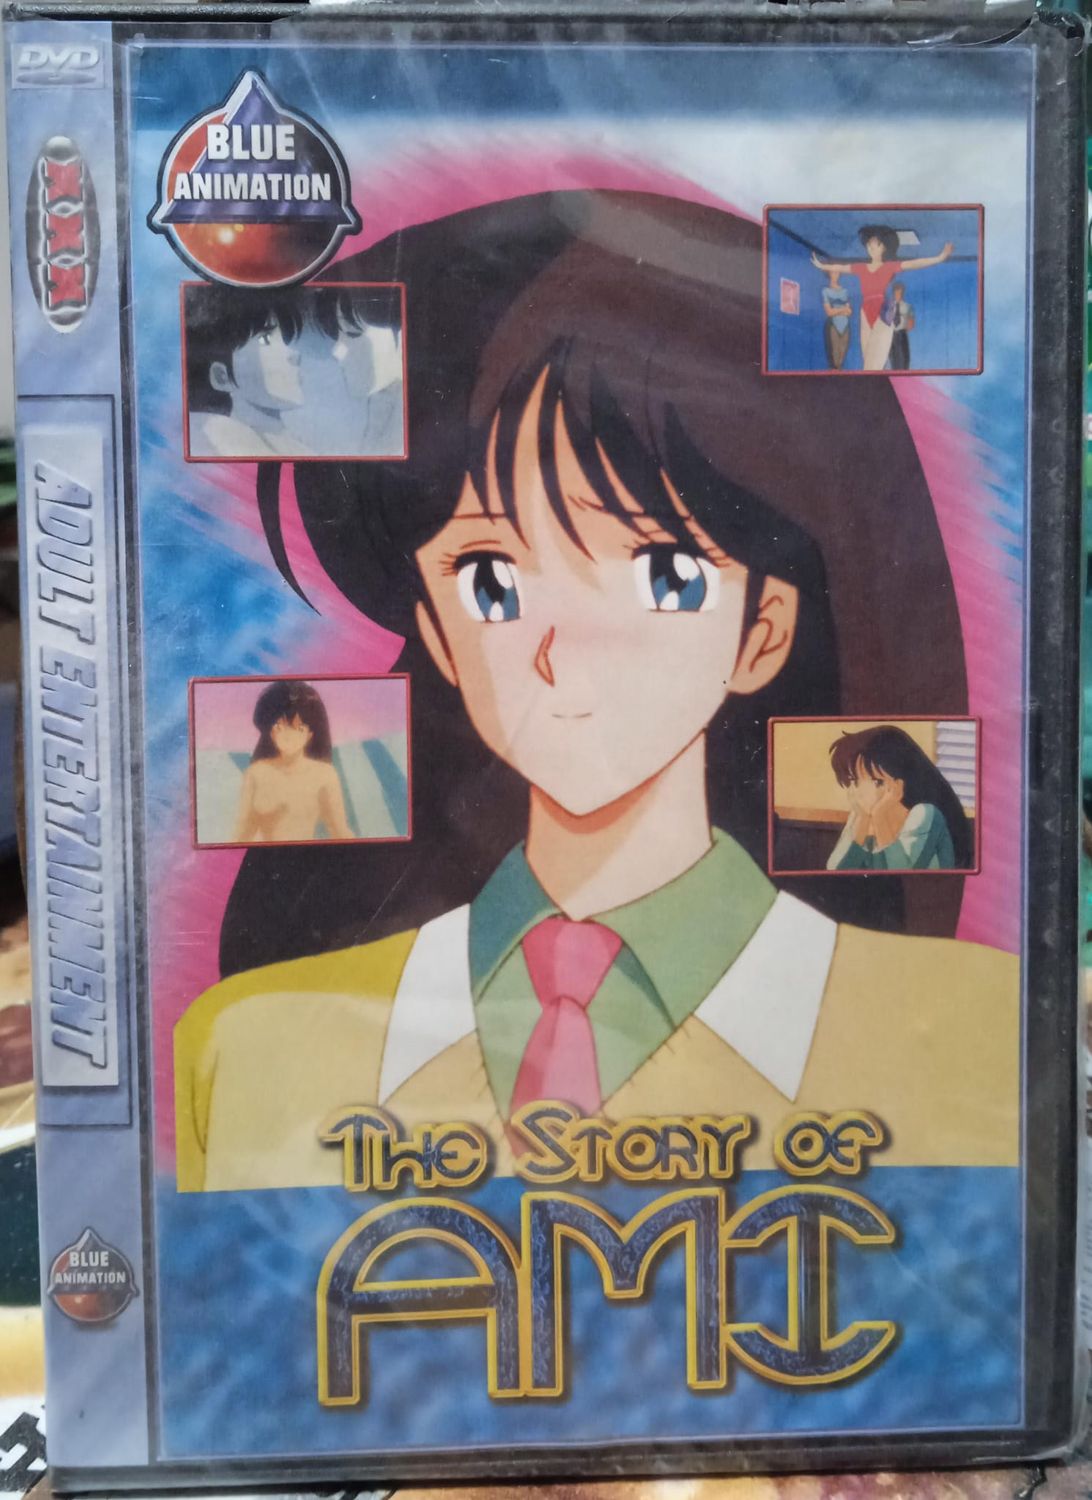 DVD
XXX
ADULT ENTERTAINMENT
BLUE
ANIMATION
BLUE
ANIMATION
THE STORY OF
AMI